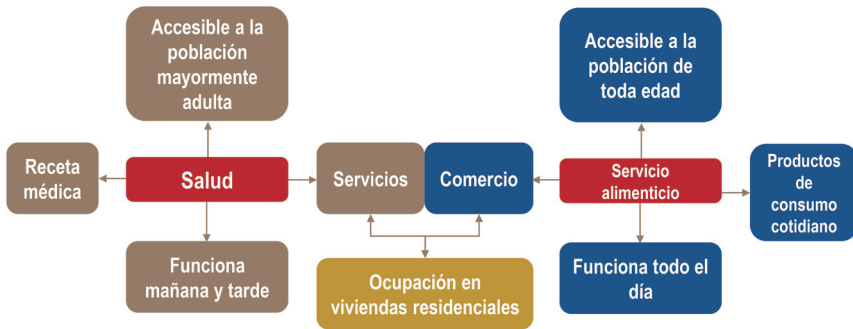 Accesible a la
población
mayormente
adulta
Accesible a la
población de
toda edad
Receta
médica
Salud
Servicios
Comercio
Servicio
alimenticio
Productos
de
consumo
cotidiano
Funciona
mañana y tarde
Ocupación en
viviendas residenciales
Funciona todo el
día